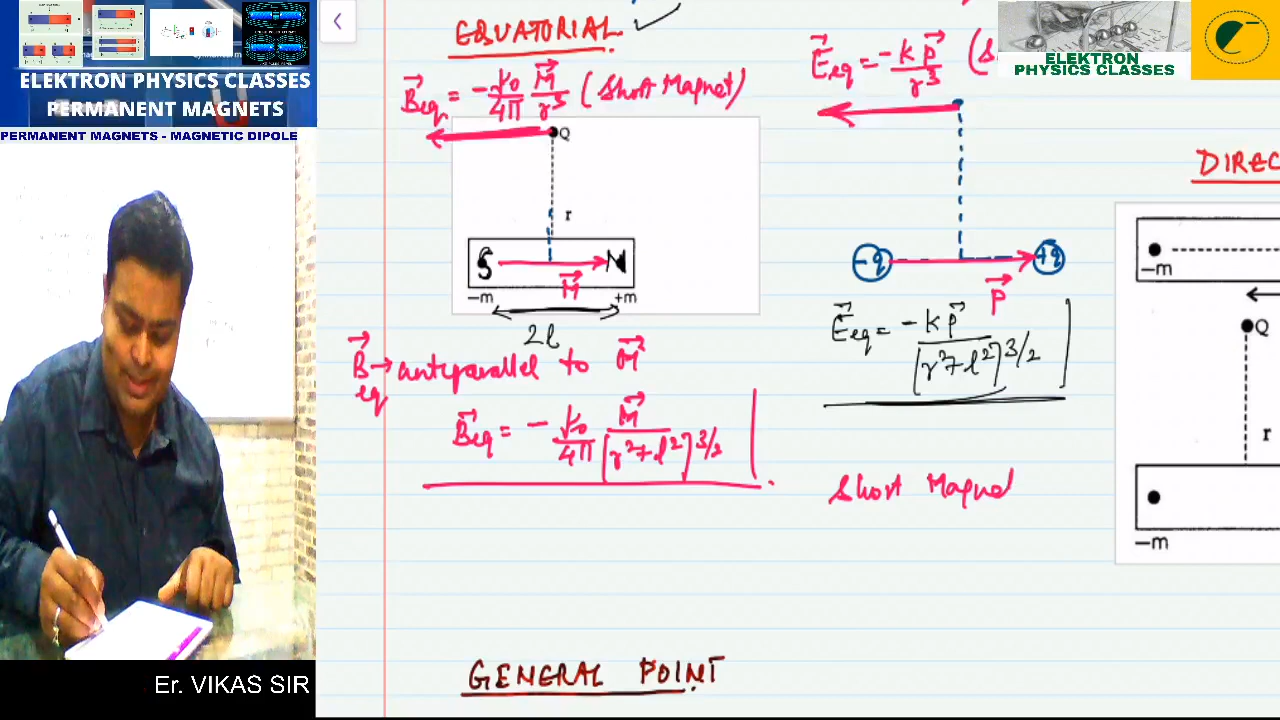 ELEKTRON PHYSICS CLASSES
PERMANENT MAGNETS
PERMANENT MAGNETS - MAGNETIC DIPOLE
Er. VIKAS SIR
EQUATORIAL ✓
B⃗eq = -μ₀/4π M⃗/r³ (Short Magnet)
Q
r
S N
M⃗
-m +m
2l
B⃗eq → antiparallel to M⃗
B⃗eq = -μ₀/4π M⃗/[r²+l²]^3/2
GENERAL POINT
E⃗eq = -kp⃗/r³ (S
-q +q
P⃗
E⃗eq = -kp⃗/[r²+l²]^3/2
Short Magnet
ELEKTRON
PHYSICS CLASSES
DIREC
-m
Q
r
-m